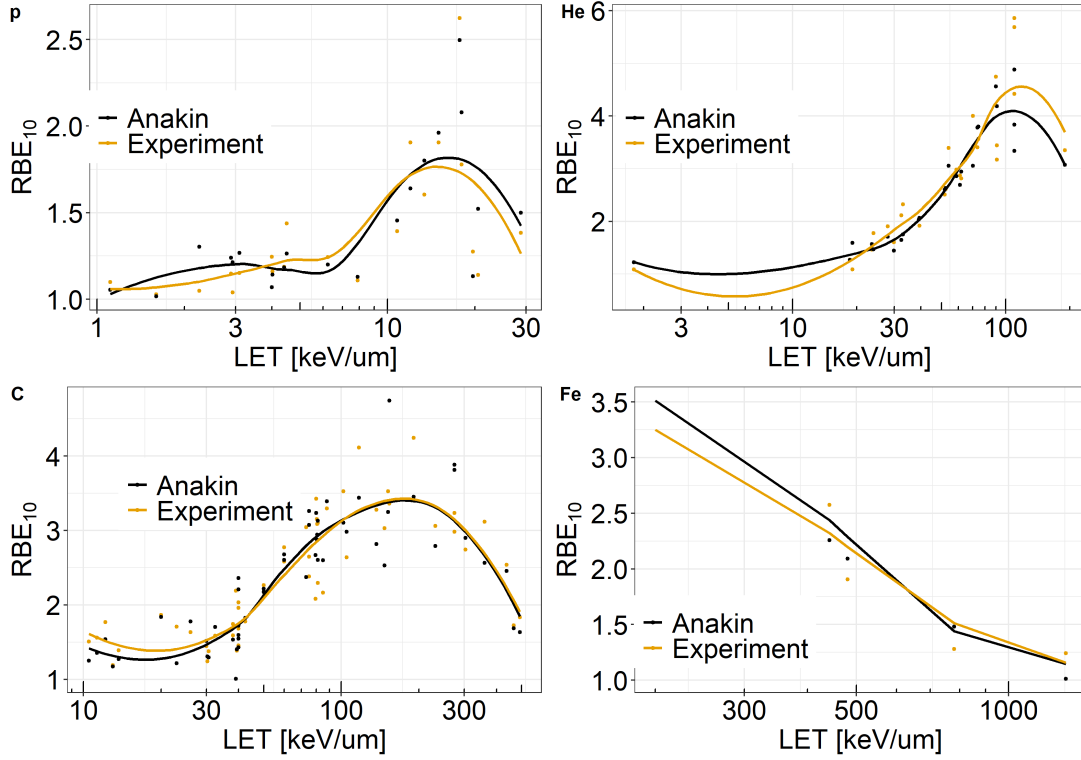 p
RBE10
2.5
2.0
1.5
1.0
Anakin
Experiment
1
3
10
30
LET [keV/um]
He
RBE10
6
4
2
Anakin
Experiment
3
10
30
100
LET [keV/um]
C
RBE10
4
3
2
1
Anakin
Experiment
10
30
100
300
LET [keV/um]
Fe
RBE10
3.5
3.0
2.5
2.0
1.5
1.0
Anakin
Experiment
300
500
1000
LET [keV/um]